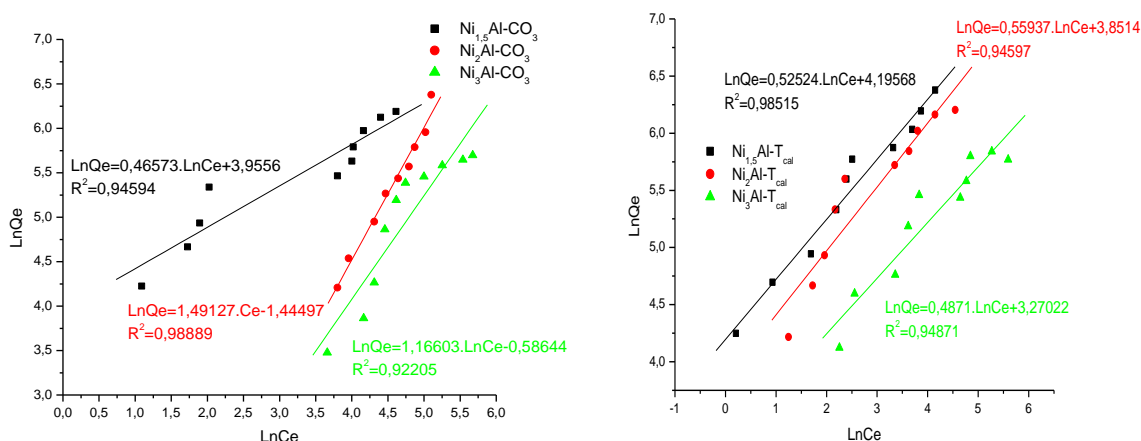 Ni1,5Al-CO3
Ni2Al-CO3
Ni3Al-CO3
LnQe=0,46573.LnCe+3,9556
R2=0,94594
LnQe=1,49127.Ce-1,44497
R2=0,98889
LnQe=1,16603.LnCe-0,58644
R2=0,92205
7,0
6,5
6,0
5,5
5,0
4,5
4,0
3,5
3,0
LnQe
0,0 0,5 1,0 1,5 2,0 2,5 3,0 3,5 4,0 4,5 5,0 5,5 6,0
LnCe
LnQe=0,55937.LnCe+3,8514
R2=0,94597
LnQe=0,52524.LnCe+4,19568
R2=0,98515
Ni1,5Al-Tcal
Ni2Al-Tcal
Ni3Al-Tcal
LnQe=0,4871.LnCe+3,27022
R2=0,94871
7,0
6,5
6,0
5,5
5,0
4,5
4,0
LnQe
-1 0 1 2 3 4 5 6
LnCe